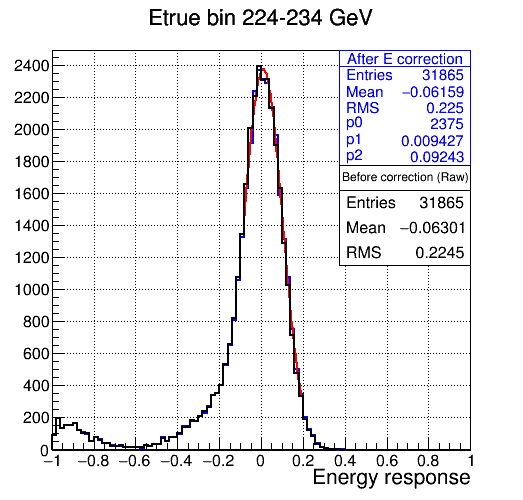 Etrue bin 224-234 GeV
After E correction
Entries 31865
Mean −0.06159
RMS 0.225
p0 2375
p1 0.009427
p2 0.09243
Before correction (Raw)
Entries 31865
Mean −0.06301
RMS 0.2245
2400
2200
2000
1800
1600
1400
1200
1000
800
600
400
200
0
−1 −0.8 −0.6 −0.4 −0.2 0 0.2 0.4 0.6 0.8 1
Energy response